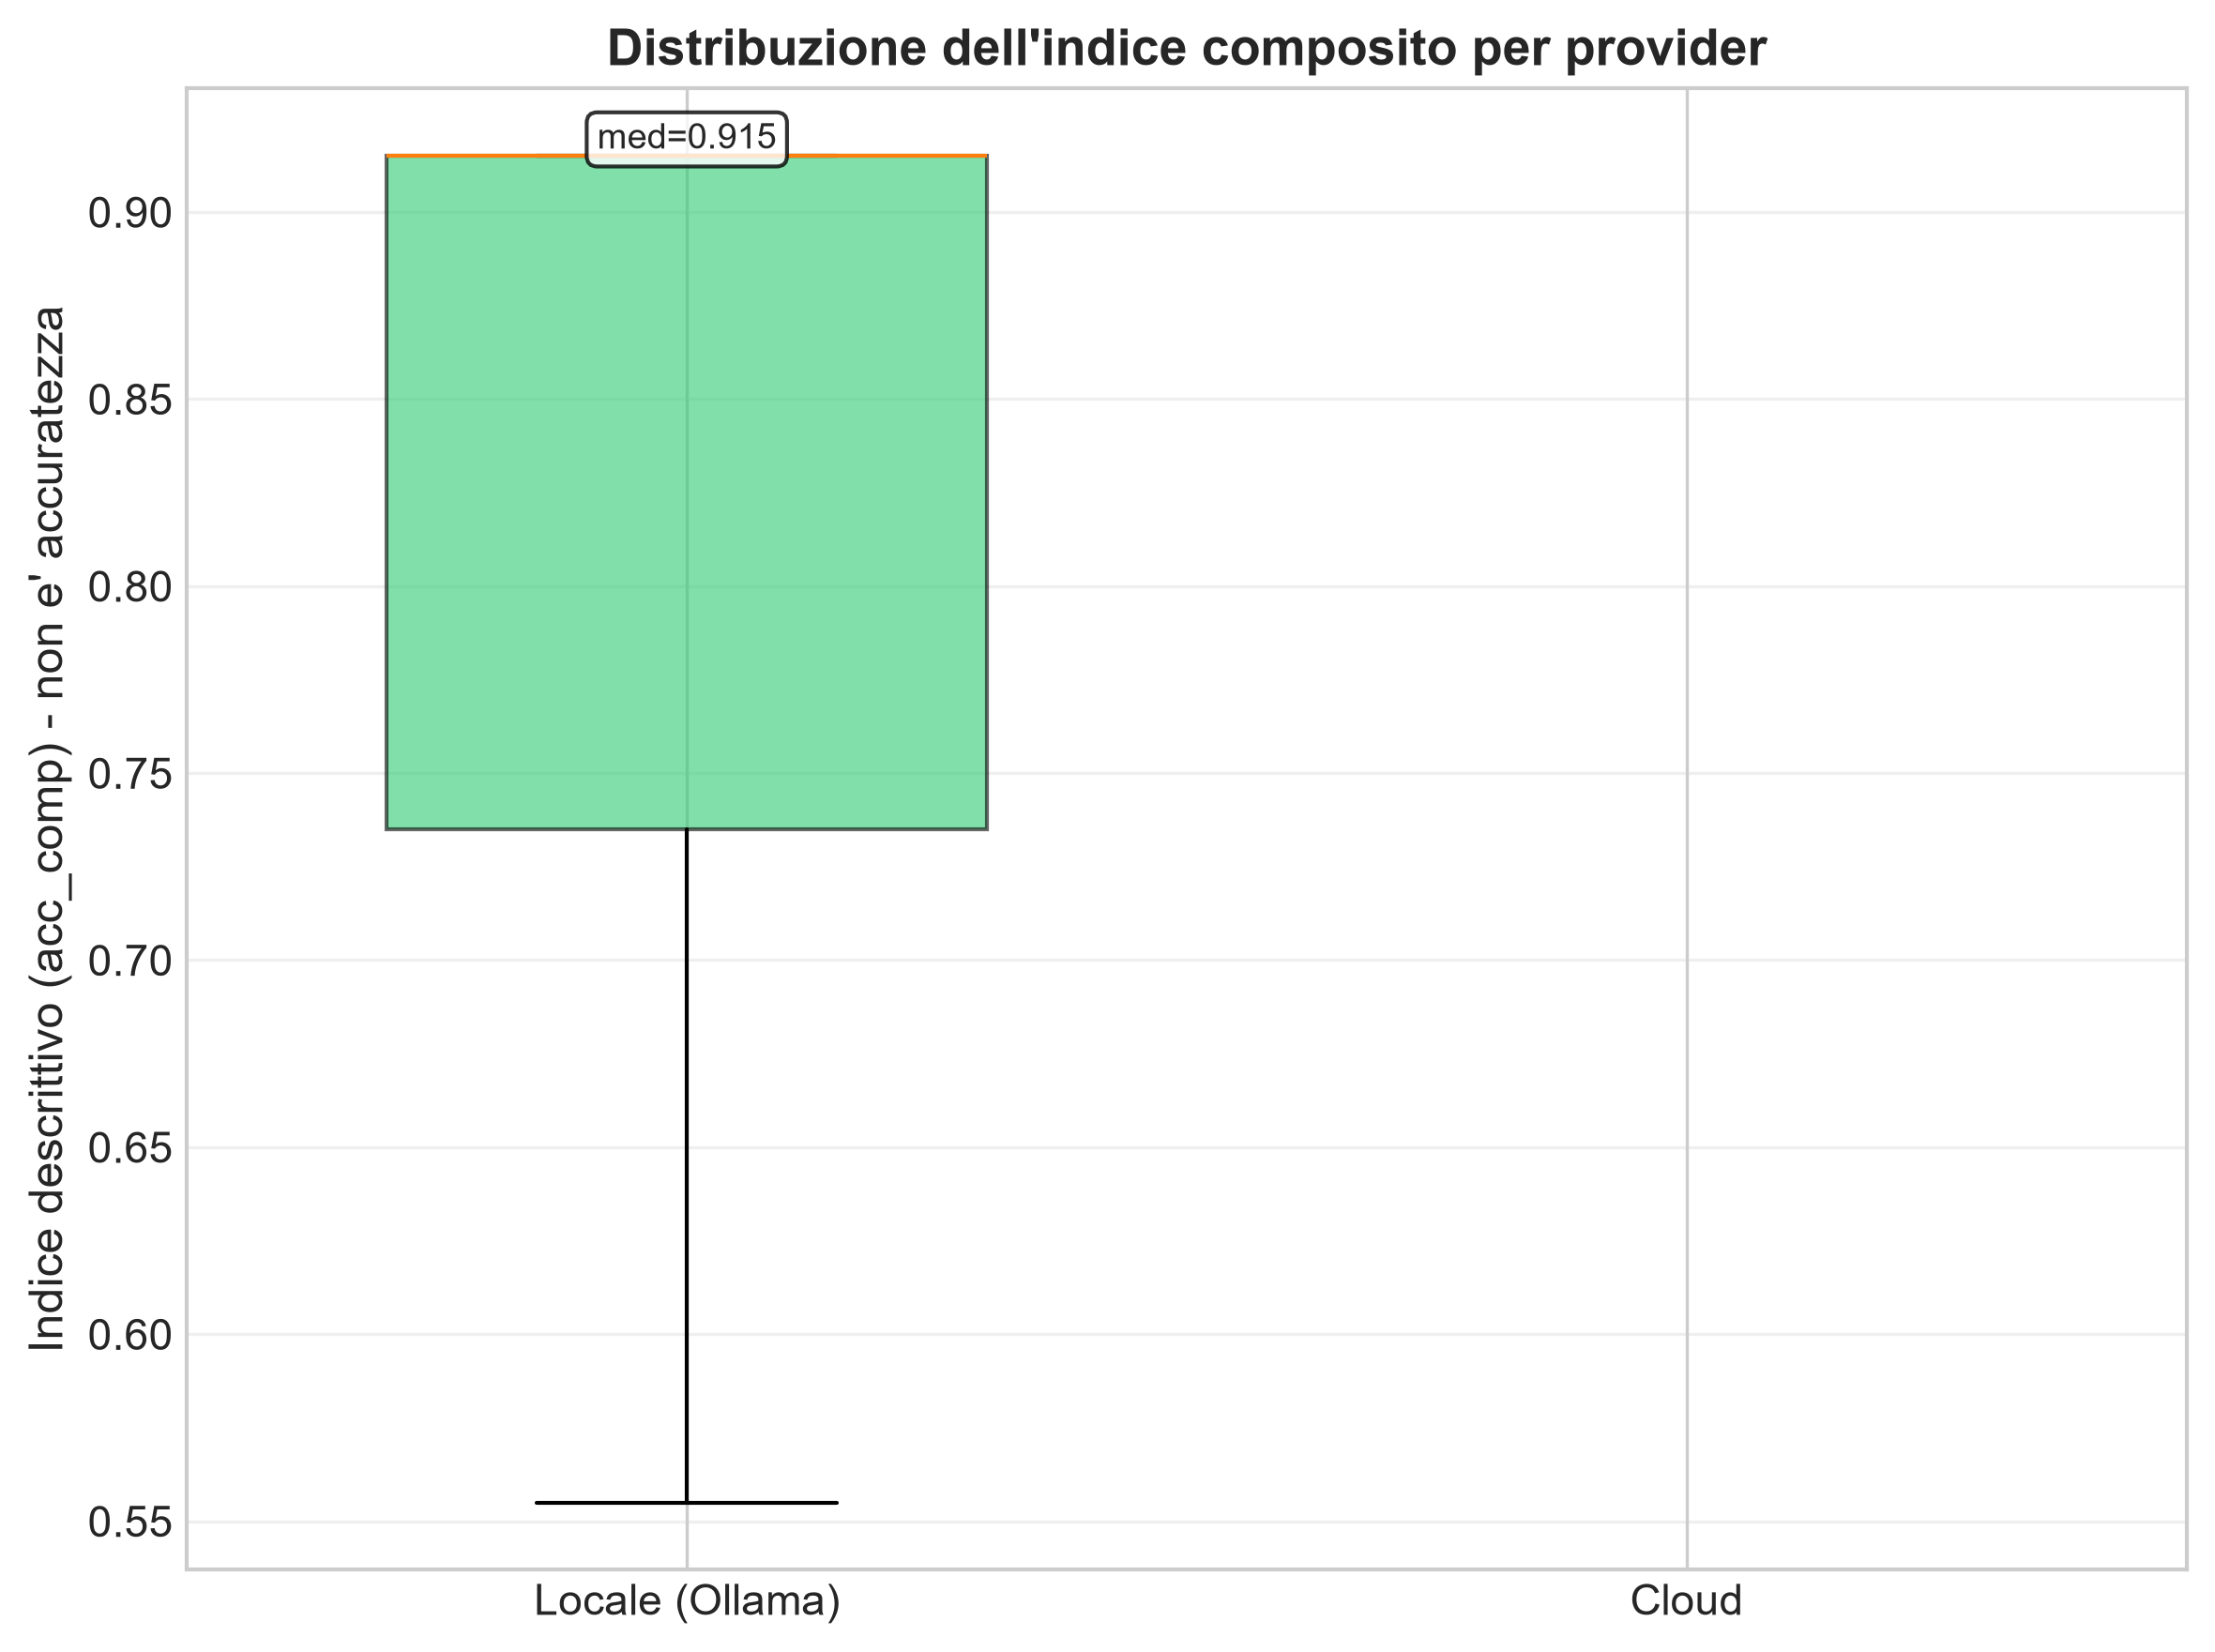 Distribuzione dell'indice composito per provider
med=0.915
Indice descrittivo (acc_comp) - non e' accuratezza
0.90
0.85
0.80
0.75
0.70
0.65
0.60
0.55
Locale (Ollama)
Cloud